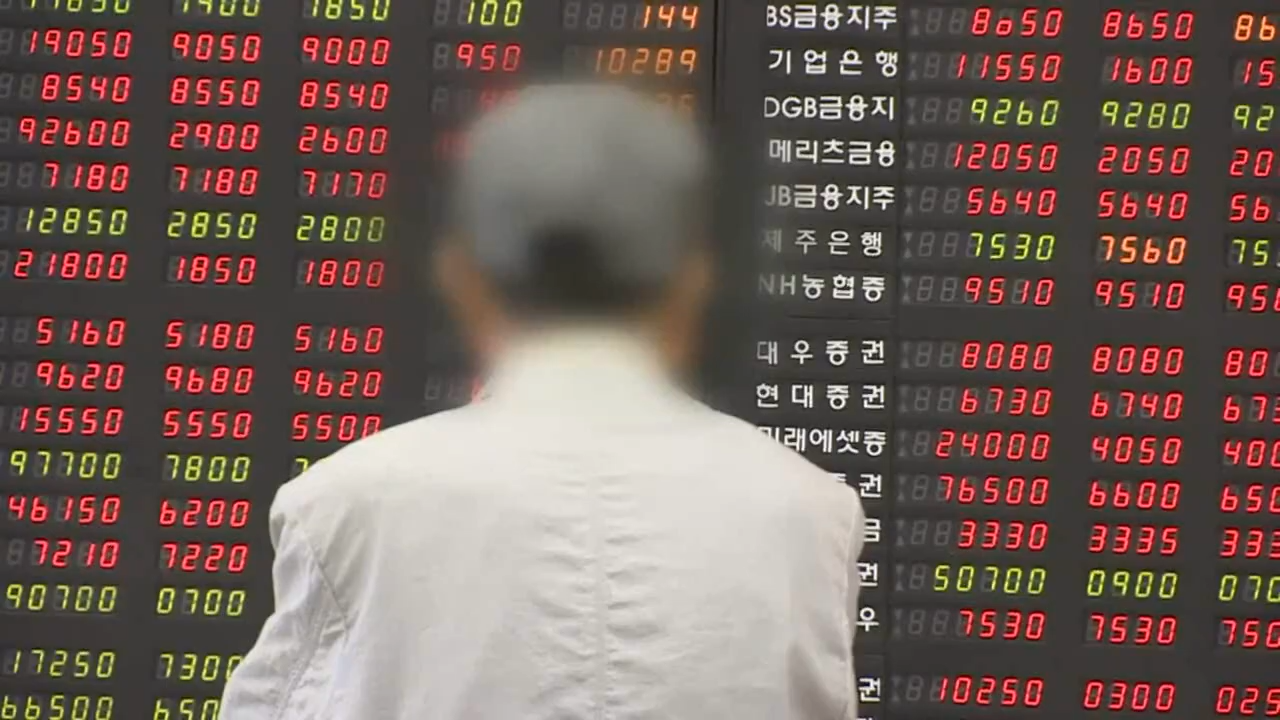 1900 1850 100 144 BS금융지주 8650 8650 86
19050 9050 9000 950 10289 기업은행 11550 1600 15
8540 8550 8540 DGB금융지 9260 9280 92
92600 2900 2600 메리츠금융 12050 2050 20
7180 7180 7170 JB금융지주 5640 5640 56
12850 2850 2800 제주은행 7530 7560 75
21800 1850 1800 NH농협증 9510 9510 95
5160 5180 5160 대우증권 8080 8080 80
9620 9680 9620 현대증권 6730 6740 67
15550 5550 5500 미래에셋증 24000 4050 400
97700 7800 권 76500 6600 650
46150 6200 금 3330 3335 333
7210 7220 권 50700 0900 070
90700 0700 우 7530 7530 750
17250 7300 권 10250 0300 025
66500 650